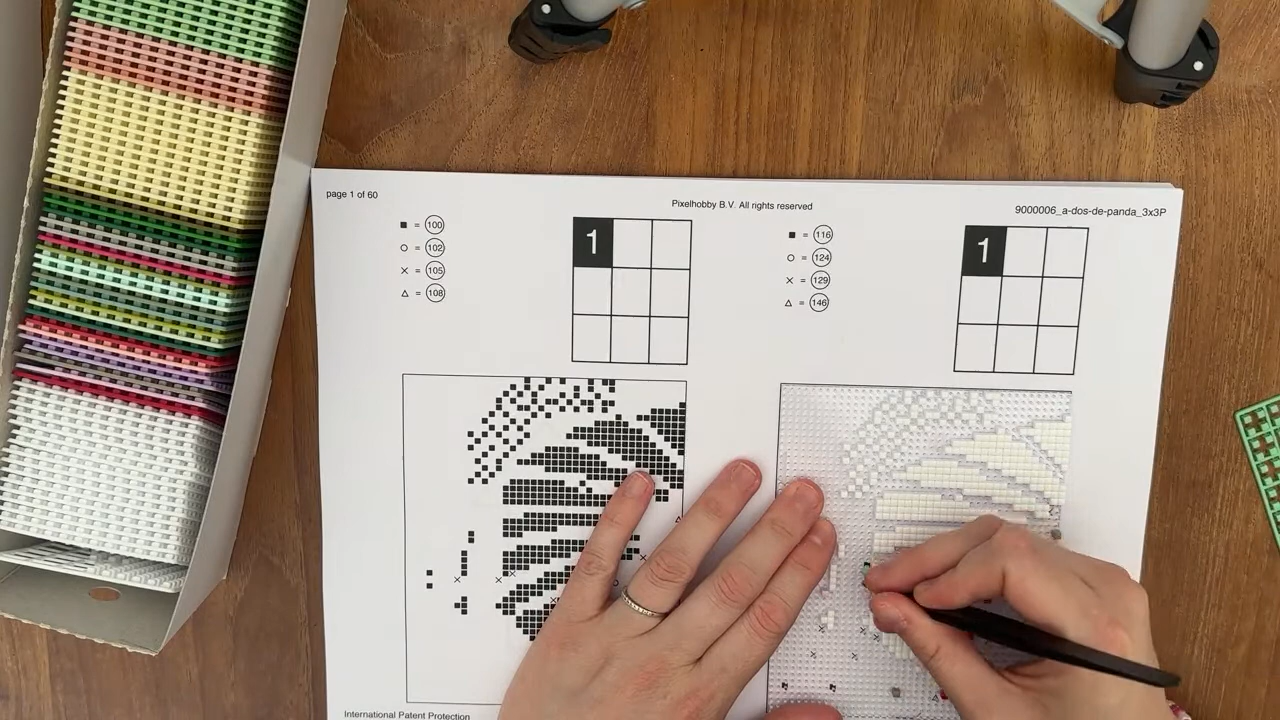 page 1 of 60
Pixelhobby B.V. All rights reserved
9000006_a-dos-de-panda_3x3P
■ = 100
○ = 102
× = 105
△ = 108
1
■ = 116
○ = 124
× = 129
△ = 146
1
International Patent Protection